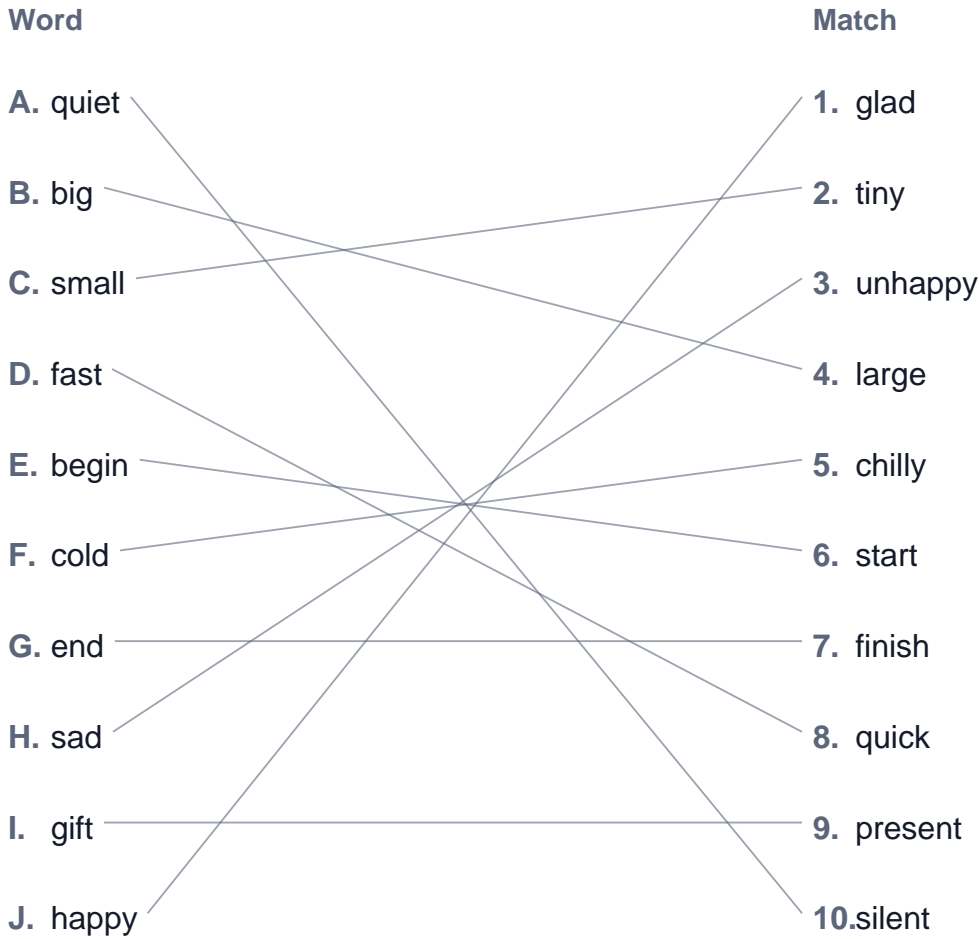 Word Match
A. quiet 1. glad
B. big 2. tiny
C. small 3. unhappy
D. fast 4. large
E. begin 5. chilly
F. cold 6. start
G. end 7. finish
H. sad 8. quick
I. gift 9. present
J. happy 10. silent